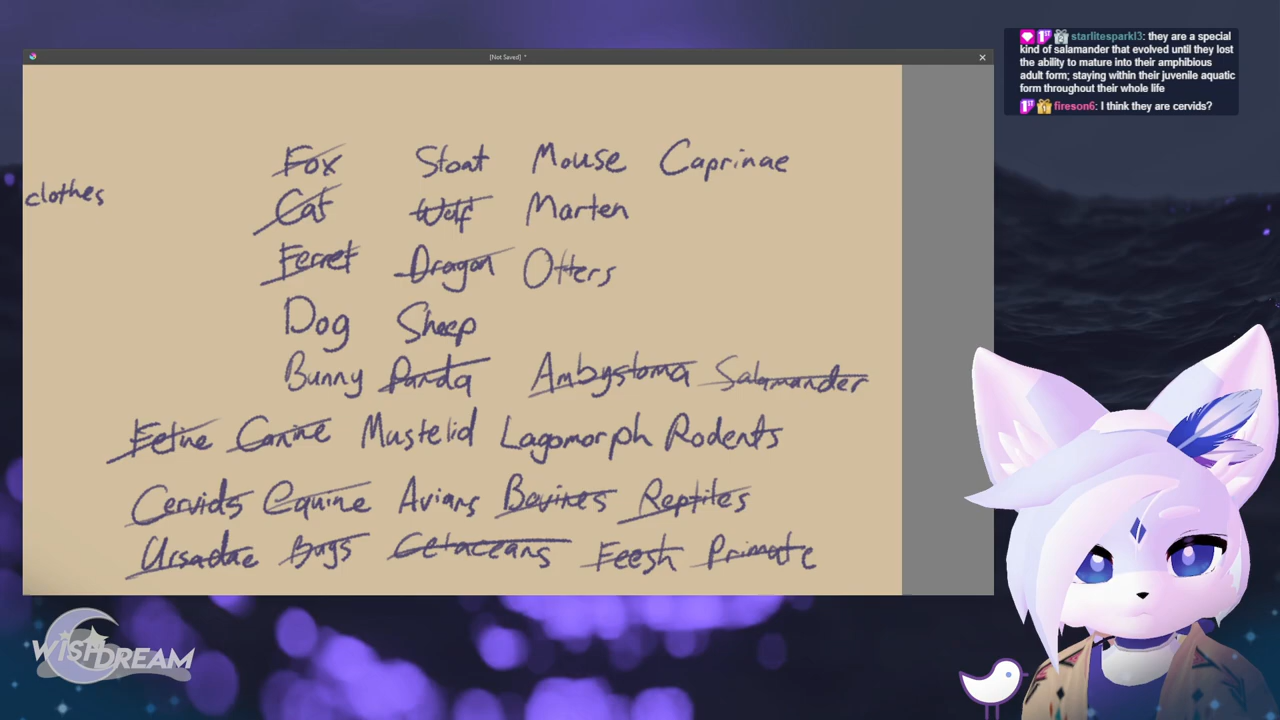 [Not Saved] *
starlitesparkl3: they are a special
kind of salamander that evolved until they lost
the ability to mature into their amphibious
adult form; staying within their juvenile aquatic
form throughout their whole life
fireson6: I think they are cervids?
clothes
Fox Stoat Mouse Caprinae
Cat Wolf Marten
Ferret Dragon Otters
Dog Sheep
Bunny Panda Ambystoma Salamander
Feline Canine Mustelid Lagomorph Rodents
Cervids Equine Avians Bovines Reptiles
Ursadae Bugs Cetaceans Feesh Primate
WISHDREAM